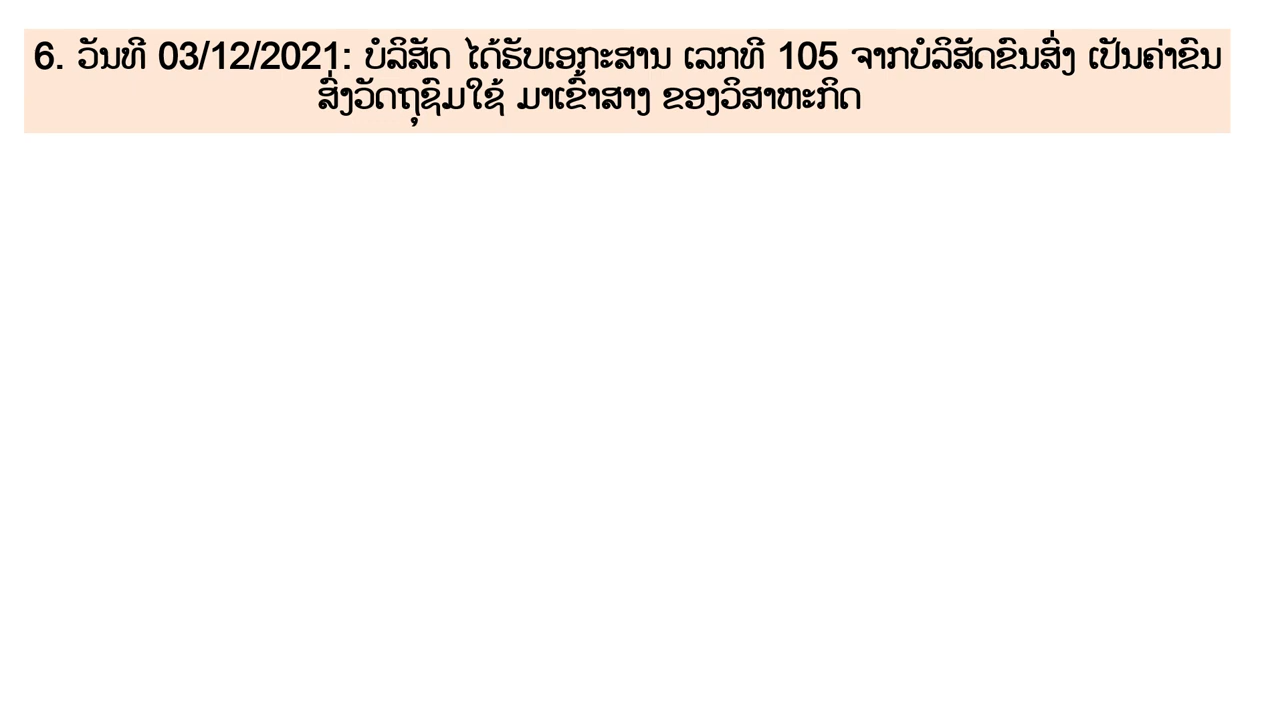 6. ວັນທີ 03/12/2021: ບໍລິສັດ ໄດ້ຮັບເອກະສານ ເລກທີ 105 ຈາກບໍລິສັດຂົນສົ່ງ ເປັນຄ່າຂົນ
ສົ່ງວັດຖຸຊົມໃຊ້ ມາເຂົ້າສາງ ຂອງວິສາຫະກິດ